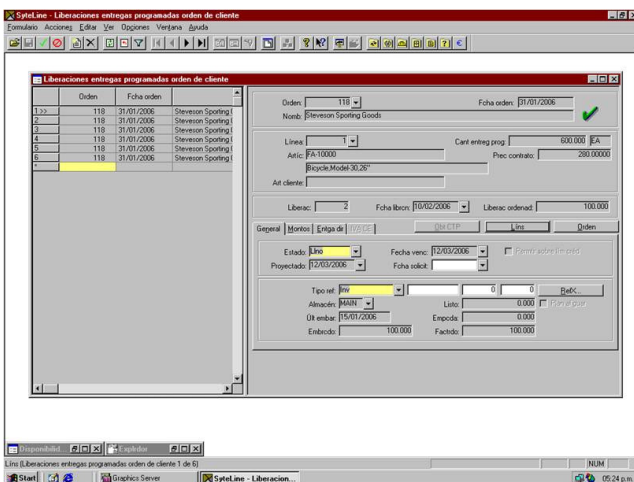 SyteLine - Liberaciones entregas programadas orden de cliente
Formulario Acciones Editar Ver Opciones Ventana Ayuda
Liberaciones entregas programadas orden de cliente
Orden Fcha orden
1>> 118 31/01/2006 Steveson Sporting
2 118 31/01/2006 Steveson Sporting
3 118 31/01/2006 Steveson Sporting
4 118 31/01/2006 Steveson Sporting
5 118 31/01/2006 Steveson Sporting
6 118 31/01/2006 Steveson Sporting
*
Orden: 118 Fcha orden: 31/01/2006
Nomb: Steveson Sporting Goods
Línea: 1 Cant entreg prog: 600.000 EA
Artíc: FA-10000 Prec contrato: 280.00000
Bicycle,Model-30,26"
Art cliente:
Liberac: 2 Fcha librcn: 10/02/2006 Liberac ordenad: 100.000
General Montos Entga dir IVA CE Obt CTP Líns Orden
Estado: Lino Fecha venc: 12/03/2006
Proyectado: 12/03/2006 Fcha solicit:
Tipo ref: Inv 0 0 RefX...
Almacén: MAIN Listo: 0.000
Últ embar: 15/01/2006 Empcda: 0.000
Embrcdo: 100.000 Factrdo: 100.000
Disponibilid... Explrdor
Líns (Liberaciones entregas programadas orden de cliente 1 de 6) NUM
Start Graphics Server SyteLine - Liberacion... 05:24 p.m.